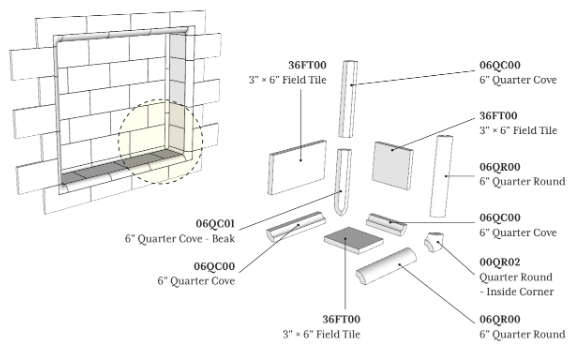 36FT00
3” × 6” Field Tile
06QC00
6” Quarter Cove
36FT00
3” × 6” Field Tile
06QR00
6” Quarter Round
06QC01
6” Quarter Cove - Beak
06QC00
6” Quarter Cove
06QC00
6” Quarter Cove
00QR02
Quarter Round
- Inside Corner
36FT00
3” × 6” Field Tile
06QR00
6” Quarter Round